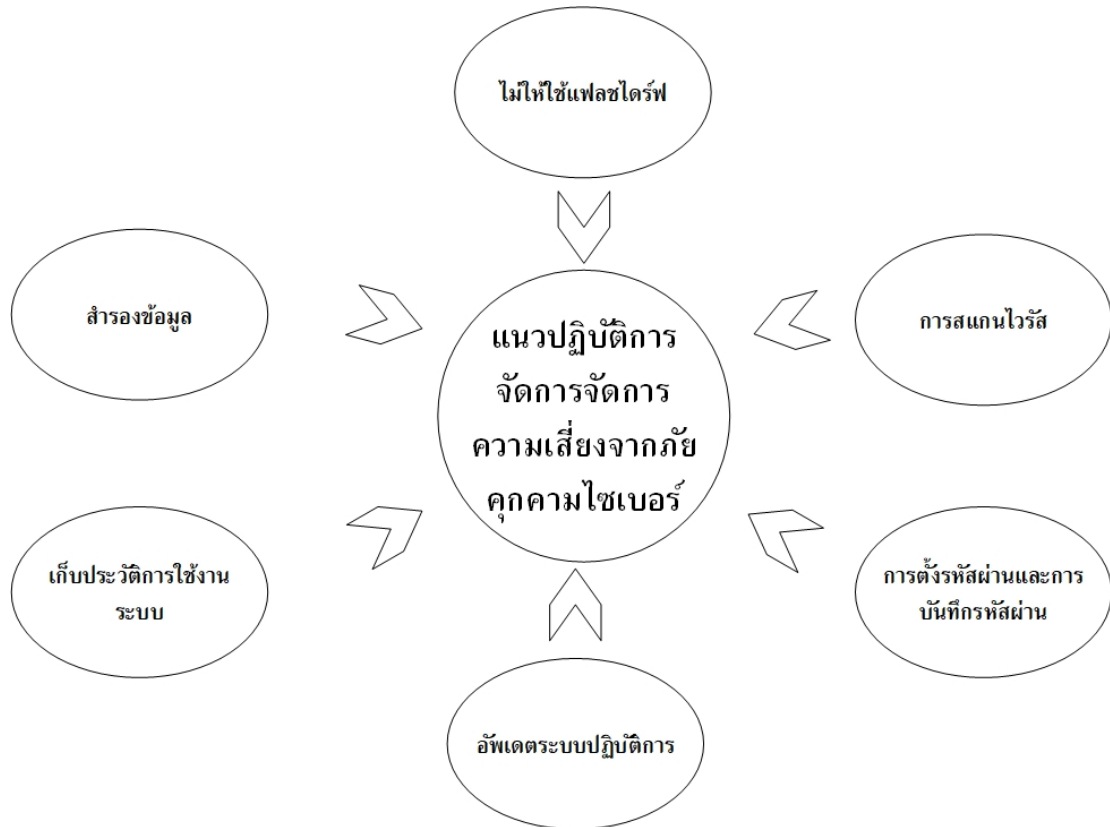 ไม่ให้ใช้แฟลชไดร์ฟ
สำรองข้อมูล
การสแกนไวรัส
แนวปฏิบัติการ
จัดการจัดการ
ความเสี่ยงจากภัย
คุกคามไซเบอร์
เก็บประวัติการใช้งาน
ระบบ
การตั้งรหัสผ่านและการ
บันทึกรหัสผ่าน
อัพเดตระบบปฏิบัติการ